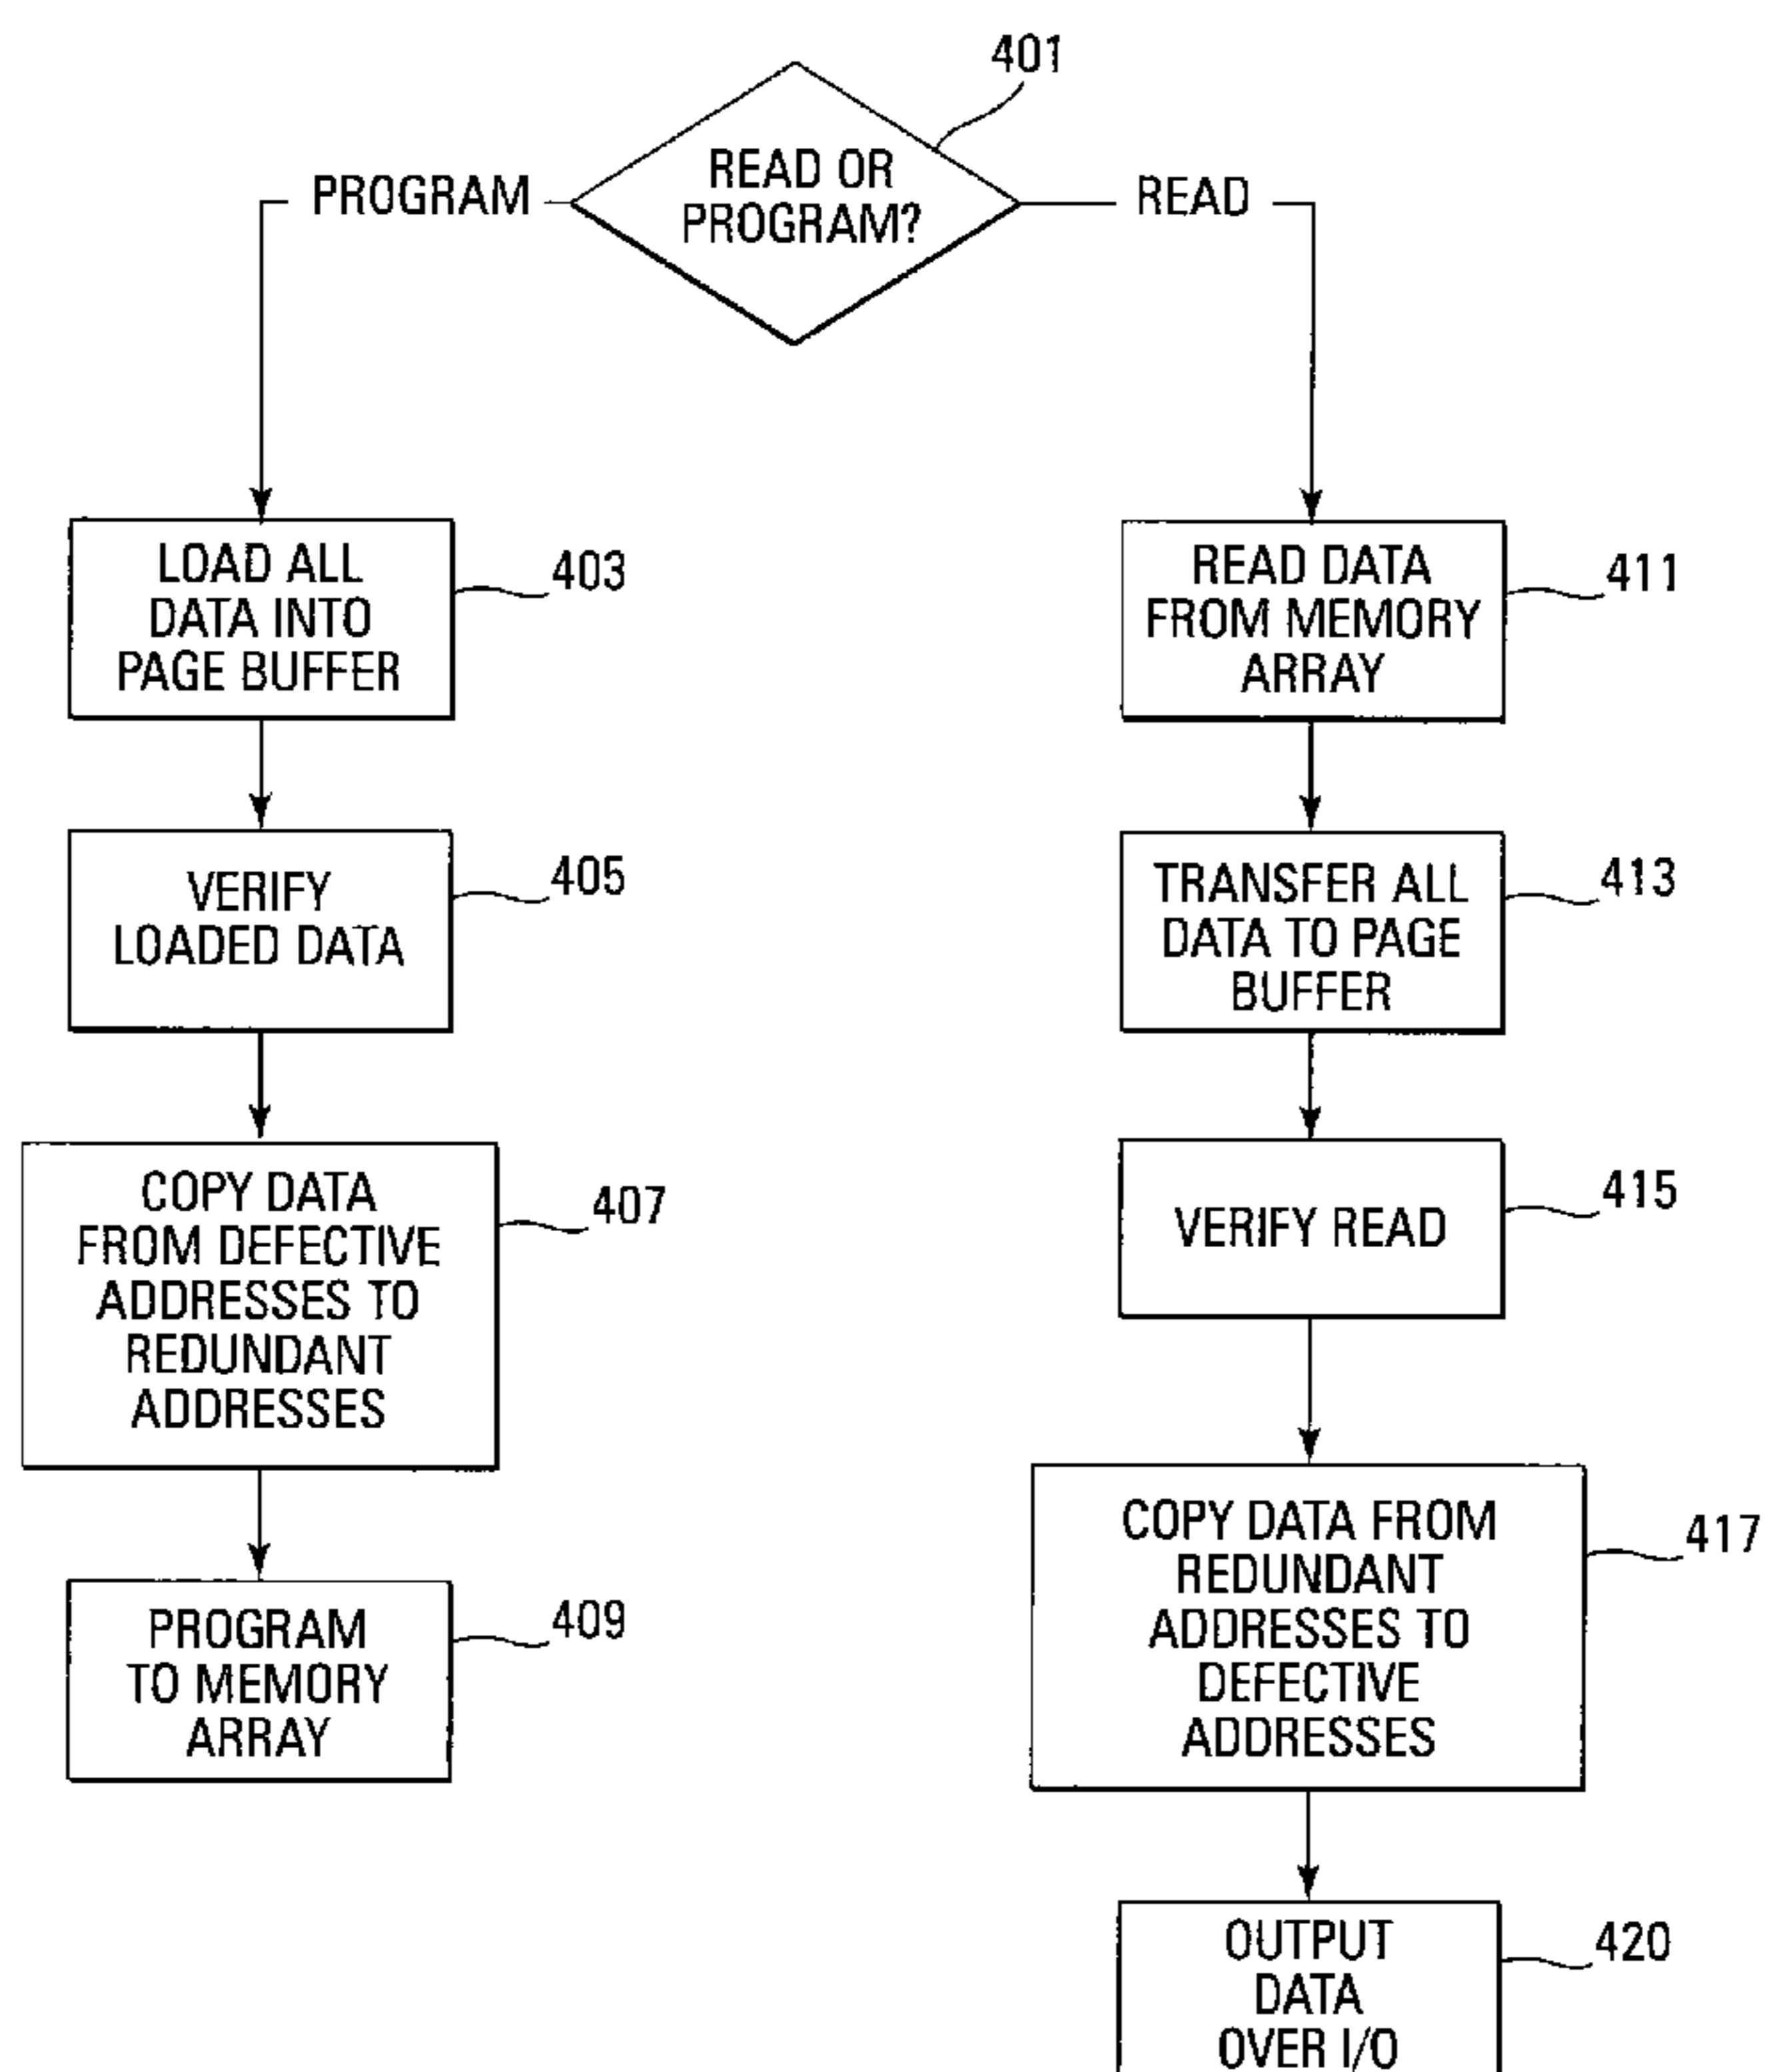 401
READ OR
PROGRAM?
PROGRAM
READ
LOAD ALL
DATA INTO
PAGE BUFFER
403
VERIFY
LOADED DATA
405
COPY DATA
FROM DEFECTIVE
ADDRESSES TO
REDUNDANT
ADDRESSES
407
PROGRAM
TO MEMORY
ARRAY
409
READ DATA
FROM MEMORY
ARRAY
411
TRANSFER ALL
DATA TO PAGE
BUFFER
413
VERIFY READ
415
COPY DATA FROM
REDUNDANT
ADDRESSES TO
DEFECTIVE
ADDRESSES
417
OUTPUT
DATA
OVER I/O
420